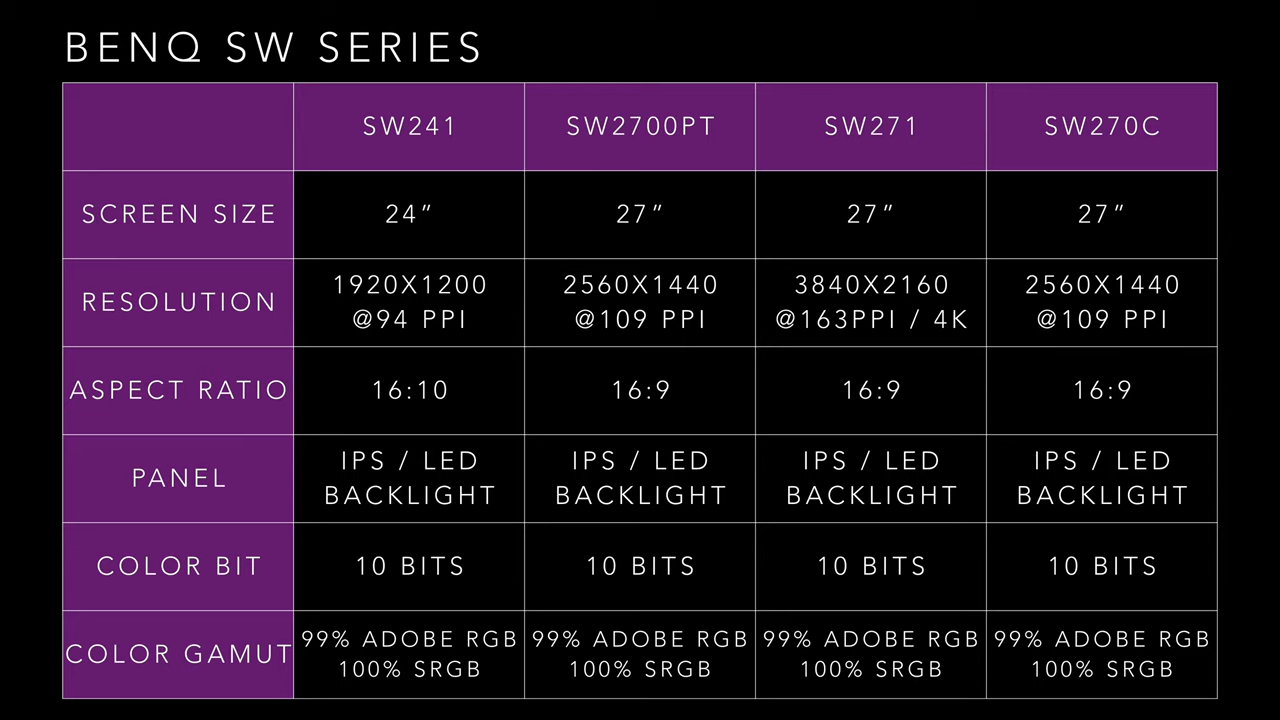 BENQ SW SERIES
SW241 SW2700PT SW271 SW270C
SCREEN SIZE 24” 27” 27” 27”
RESOLUTION 1920X1200 @94 PPI 2560X1440 @109 PPI 3840X2160 @163PPI / 4K 2560X1440 @109 PPI
ASPECT RATIO 16:10 16:9 16:9 16:9
PANEL IPS / LED BACKLIGHT IPS / LED BACKLIGHT IPS / LED BACKLIGHT IPS / LED BACKLIGHT
COLOR BIT 10 BITS 10 BITS 10 BITS 10 BITS
COLOR GAMUT 99% ADOBE RGB 100% SRGB 99% ADOBE RGB 100% SRGB 99% ADOBE RGB 100% SRGB 99% ADOBE RGB 100% SRGB